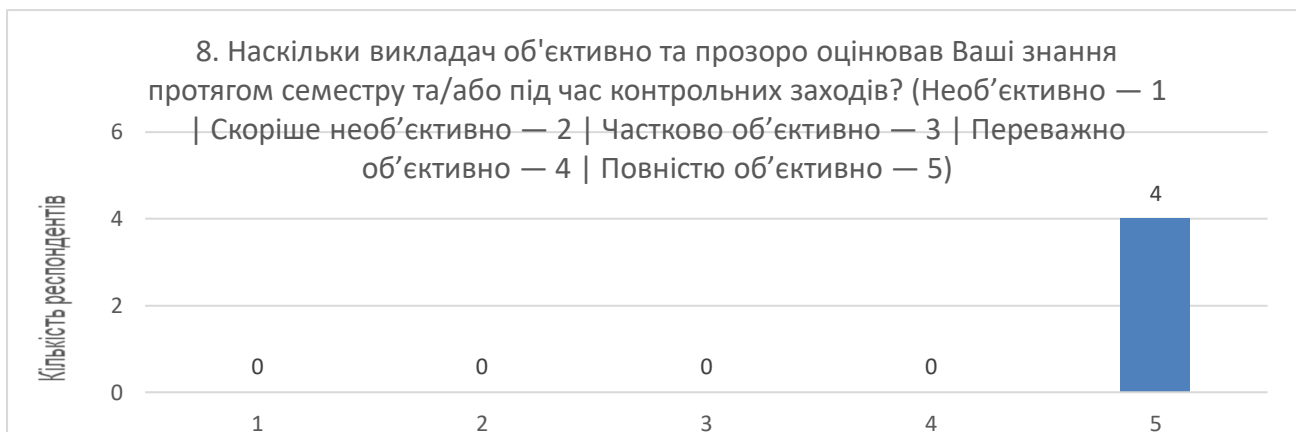 8. Наскільки викладач об'єктивно та прозоро оцінював Ваші знання
протягом семестру та/або під час контрольних заходів? (Необ’єктивно — 1
| Скоріше необ’єктивно — 2 | Частково об’єктивно — 3 | Переважно
об’єктивно — 4 | Повністю об’єктивно — 5)
Кількість респондентів
6
4
2
0
0
0
0
0
4
1
2
3
4
5